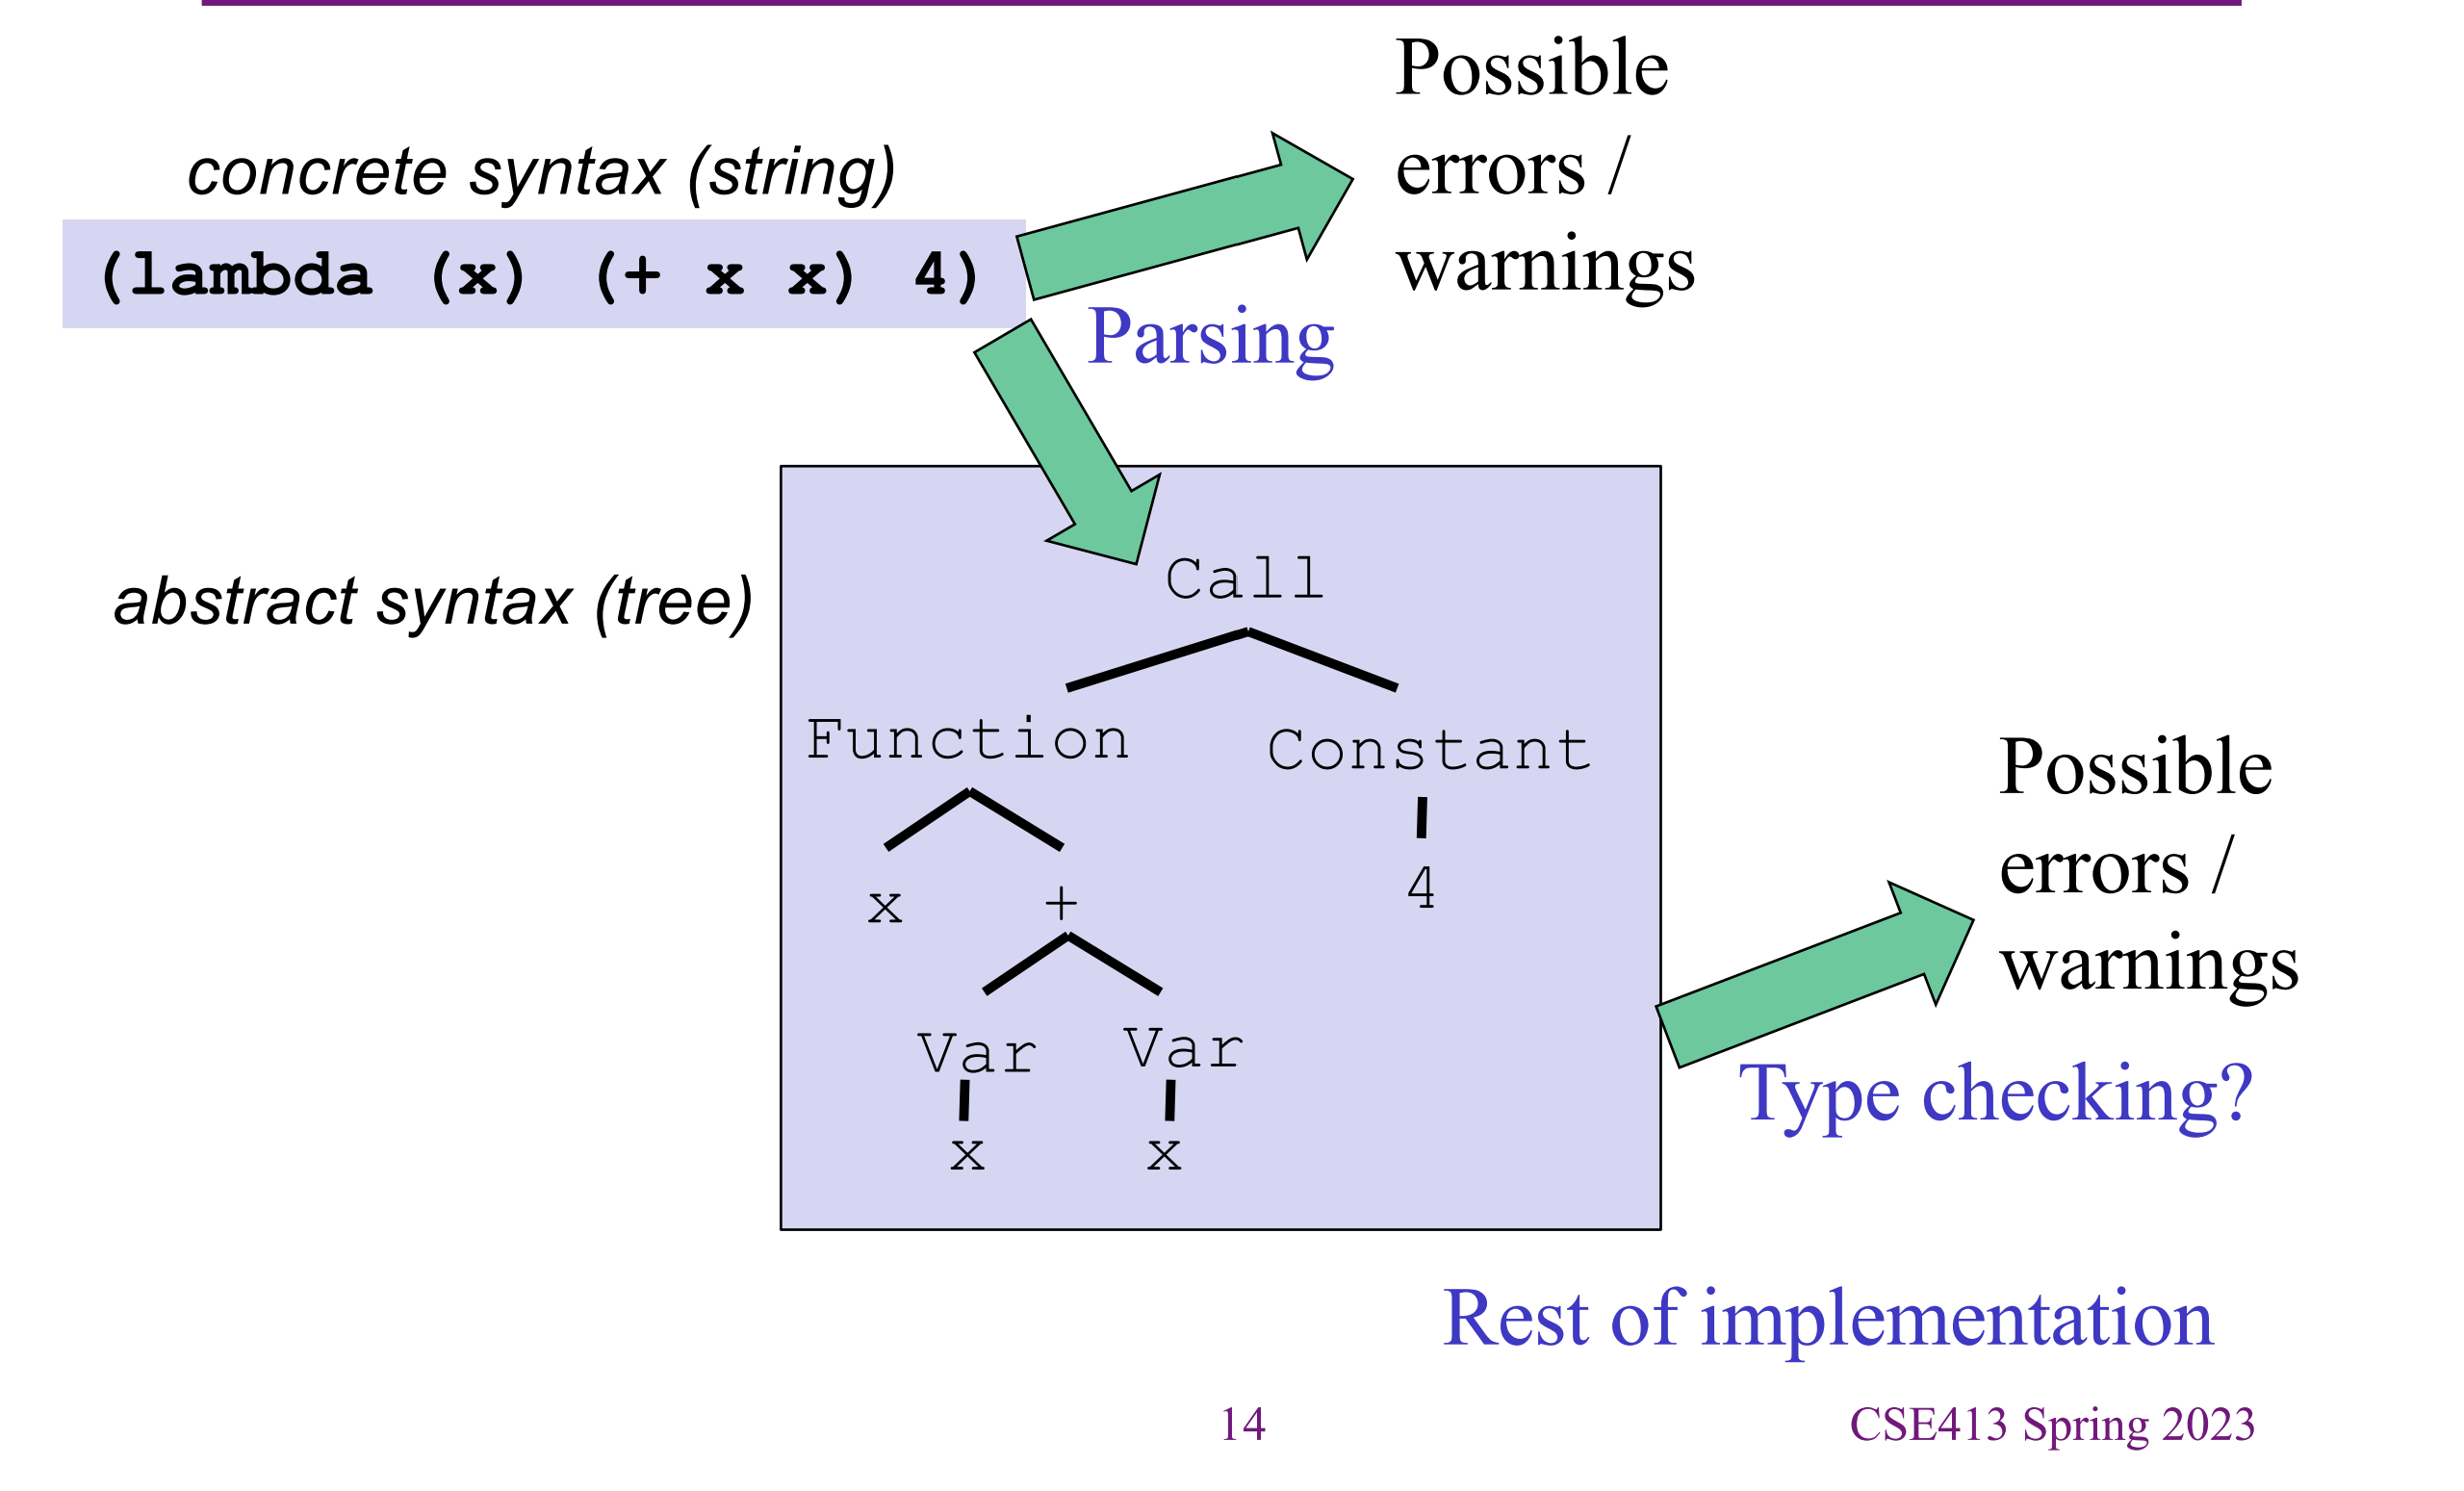 Possible
errors /
warnings
concrete syntax (string)
(lambda (x) (+ x x) 4)
Parsing
abstract syntax (tree)
Call
Function
Constant
x
+
4
Var
Var
x
x
Possible
errors /
warnings
Type checking?
Rest of implementation
14
CSE413 Spring 2023